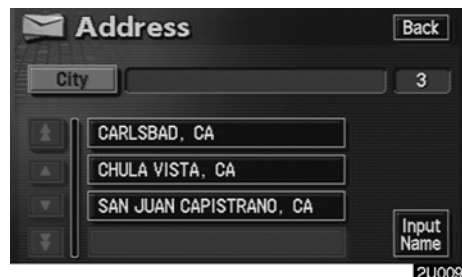 Address
Back
City
3
CARLSBAD, CA
CHULA VISTA, CA
SAN JUAN CAPISTRANO, CA
Input
Name
2U009